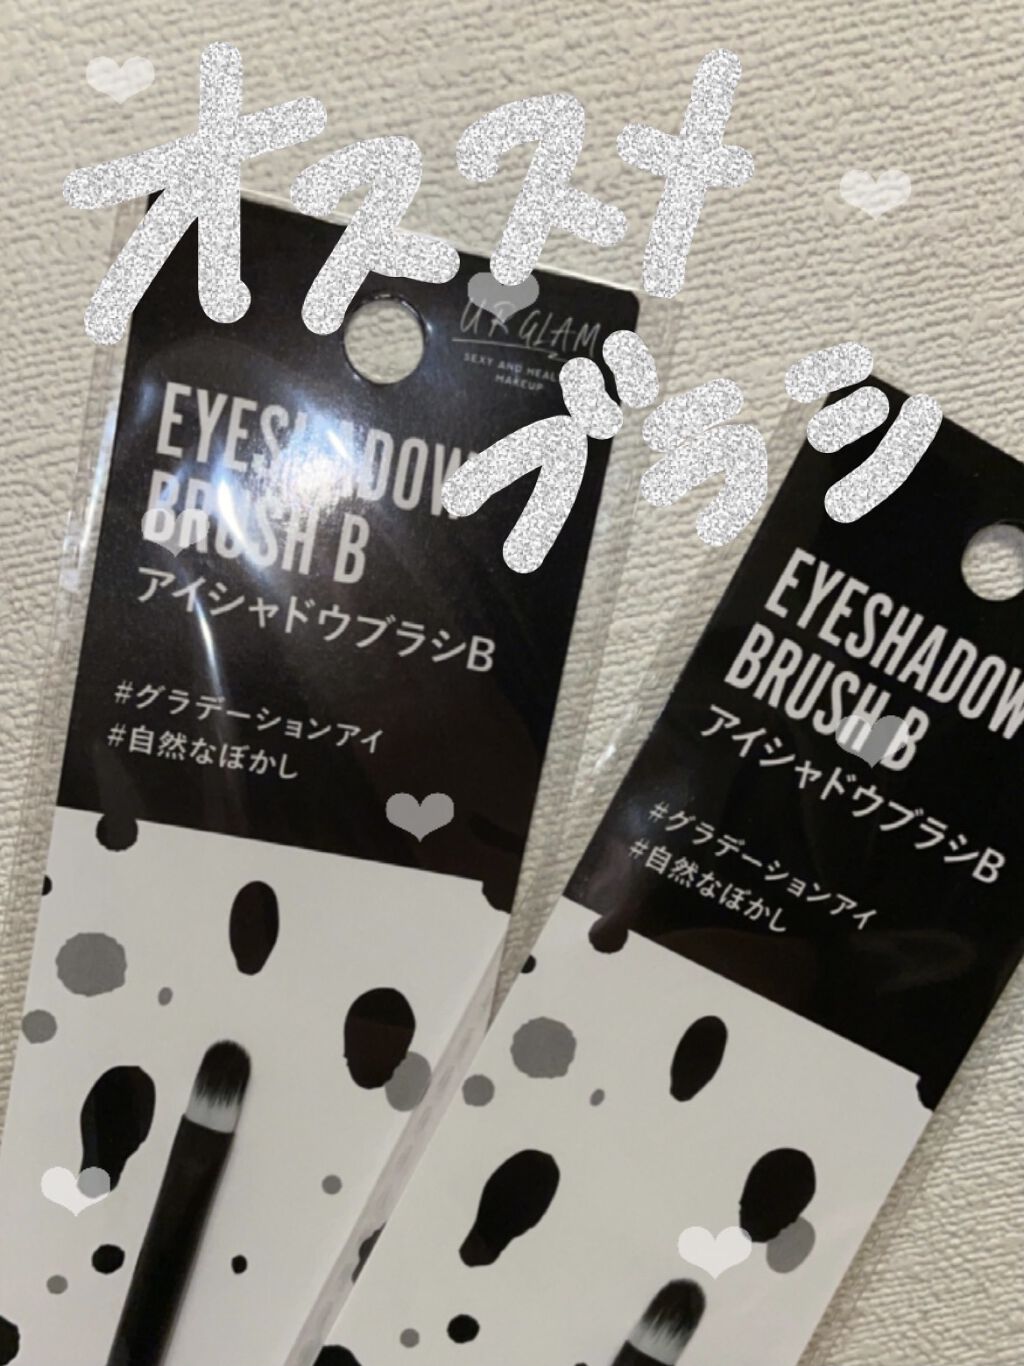 オススメ
ブラシ
UR GLAM
SEXY AND HEAL
MAKEUP
EYESHADOW
BRUSH B
アイシャドウブラシB
#グラデーションアイ
#自然なぼかし
EYESHADOW
BRUSH B
アイシャドウブラシB
#グラデーションアイ
#自然なぼかし